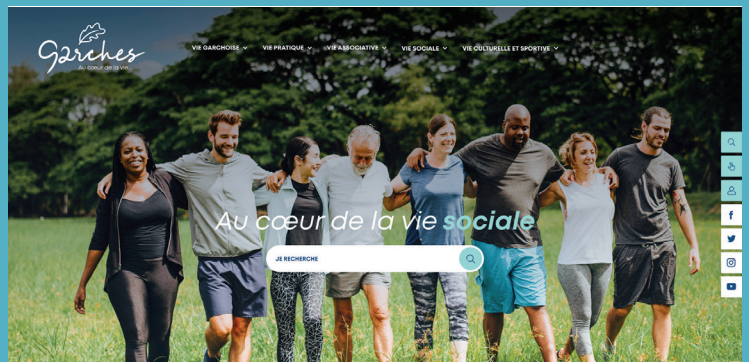 Garches
Au cœur de la vie
VIE GARCHOISE
VIE PRATIQUE
VIE ASSOCIATIVE
VIE SOCIALE
VIE CULTURELLE ET SPORTIVE
Au cœur de la vie sociale
JE RECHERCHE